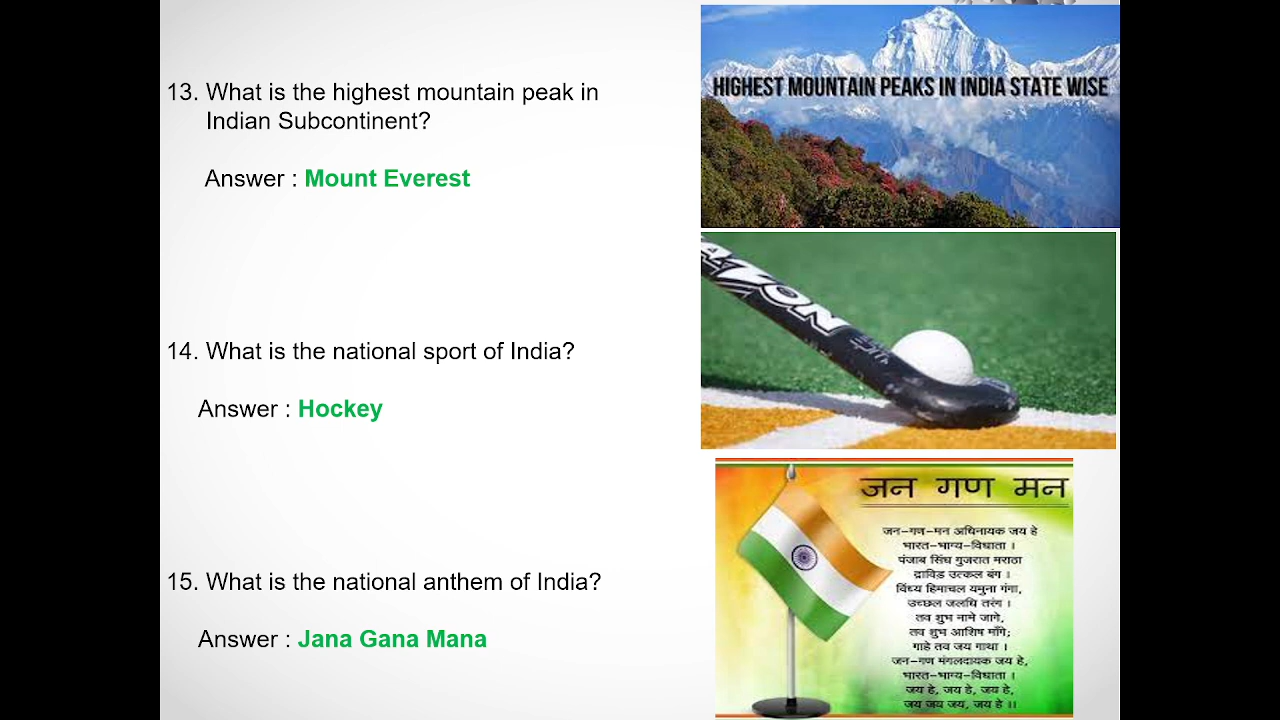 13. What is the highest mountain peak in
Indian Subcontinent?
Answer : Mount Everest
HIGHEST MOUNTAIN PEAKS IN INDIA STATE WISE
14. What is the national sport of India?
Answer : Hockey
AZON
15. What is the national anthem of India?
Answer : Jana Gana Mana
जन गण मन
जन-गण-मन अधिनायक जय हे
भारत-भाग्य-विधाता ।
पंजाब सिंध गुजरात मराठा
द्राविड़ उत्कल बंग ।
विंध्य हिमाचल यमुना गंगा,
उच्छल जलधि तरंग ।
तव शुभ नामे जागे,
तव शुभ आशिष माँगे;
गाहे तव जय गाथा ।
जन-गण मंगलदायक जय हे,
भारत-भाग्य-विधाता ।
जय हे, जय हे, जय हे,
जय जय जय, जय हे ।।